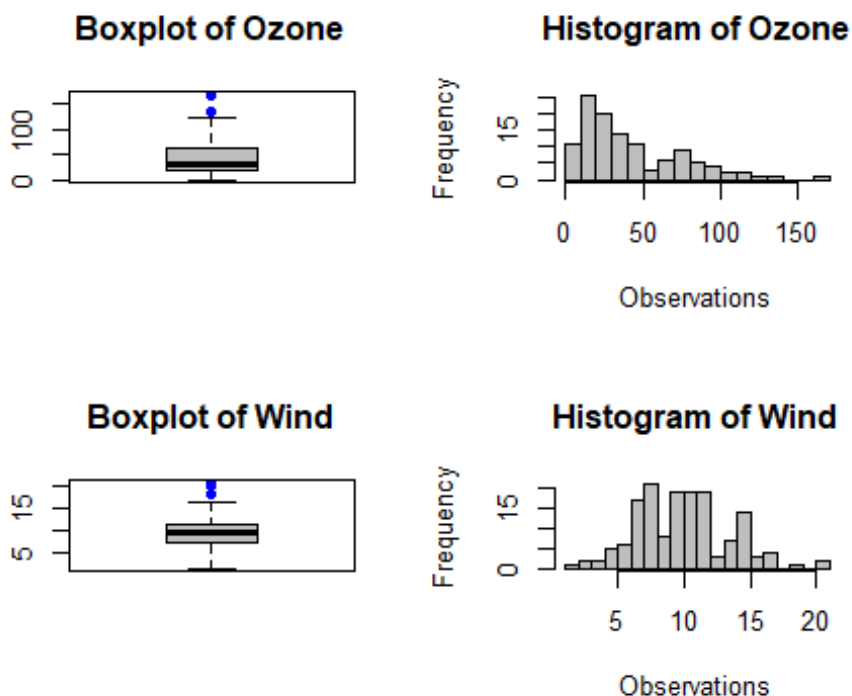 Boxplot of Ozone
0 100
Histogram of Ozone
Frequency
0 15
0 50 100 150
Observations
Boxplot of Wind
5 15
Histogram of Wind
Frequency
0 15
5 10 15 20
Observations